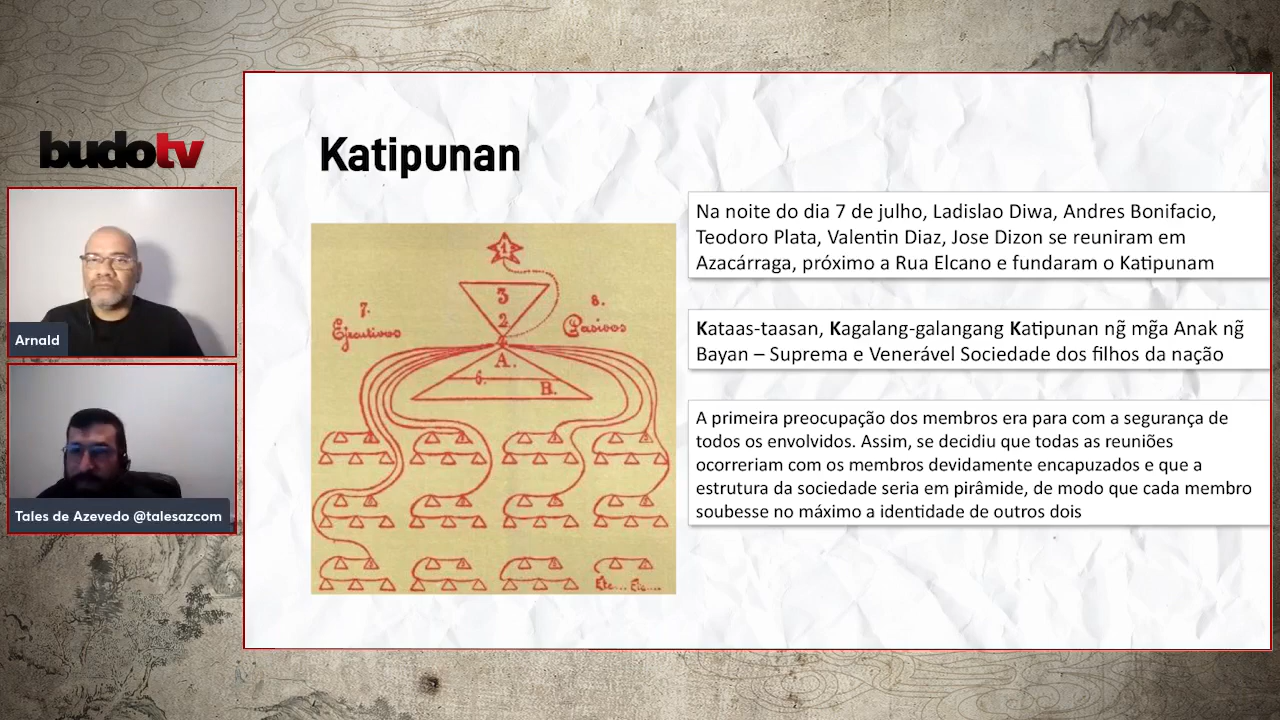 budotv
Arnald
Tales de Azevedo @talesazcom
Katipunan
1
3
2
4
7.
Ejecutivos
8.
Pasivos
A.
6.
B.
Etc... Etc....
Na noite do dia 7 de julho, Ladislao Diwa, Andres Bonifacio,
Teodoro Plata, Valentin Diaz, Jose Dizon se reuniram em
Azacárraga, próximo a Rua Elcano e fundaram o Katipunam
Kataas-taasan, Kagalang-galangang Katipunan ng̃ mg̃a Anak ng̃
Bayan – Suprema e Venerável Sociedade dos filhos da nação
A primeira preocupação dos membros era para com a segurança de
todos os envolvidos. Assim, se decidiu que todas as reuniões
ocorreriam com os membros devidamente encapuzados e que a
estrutura da sociedade seria em pirâmide, de modo que cada membro
soubesse no máximo a identidade de outros dois